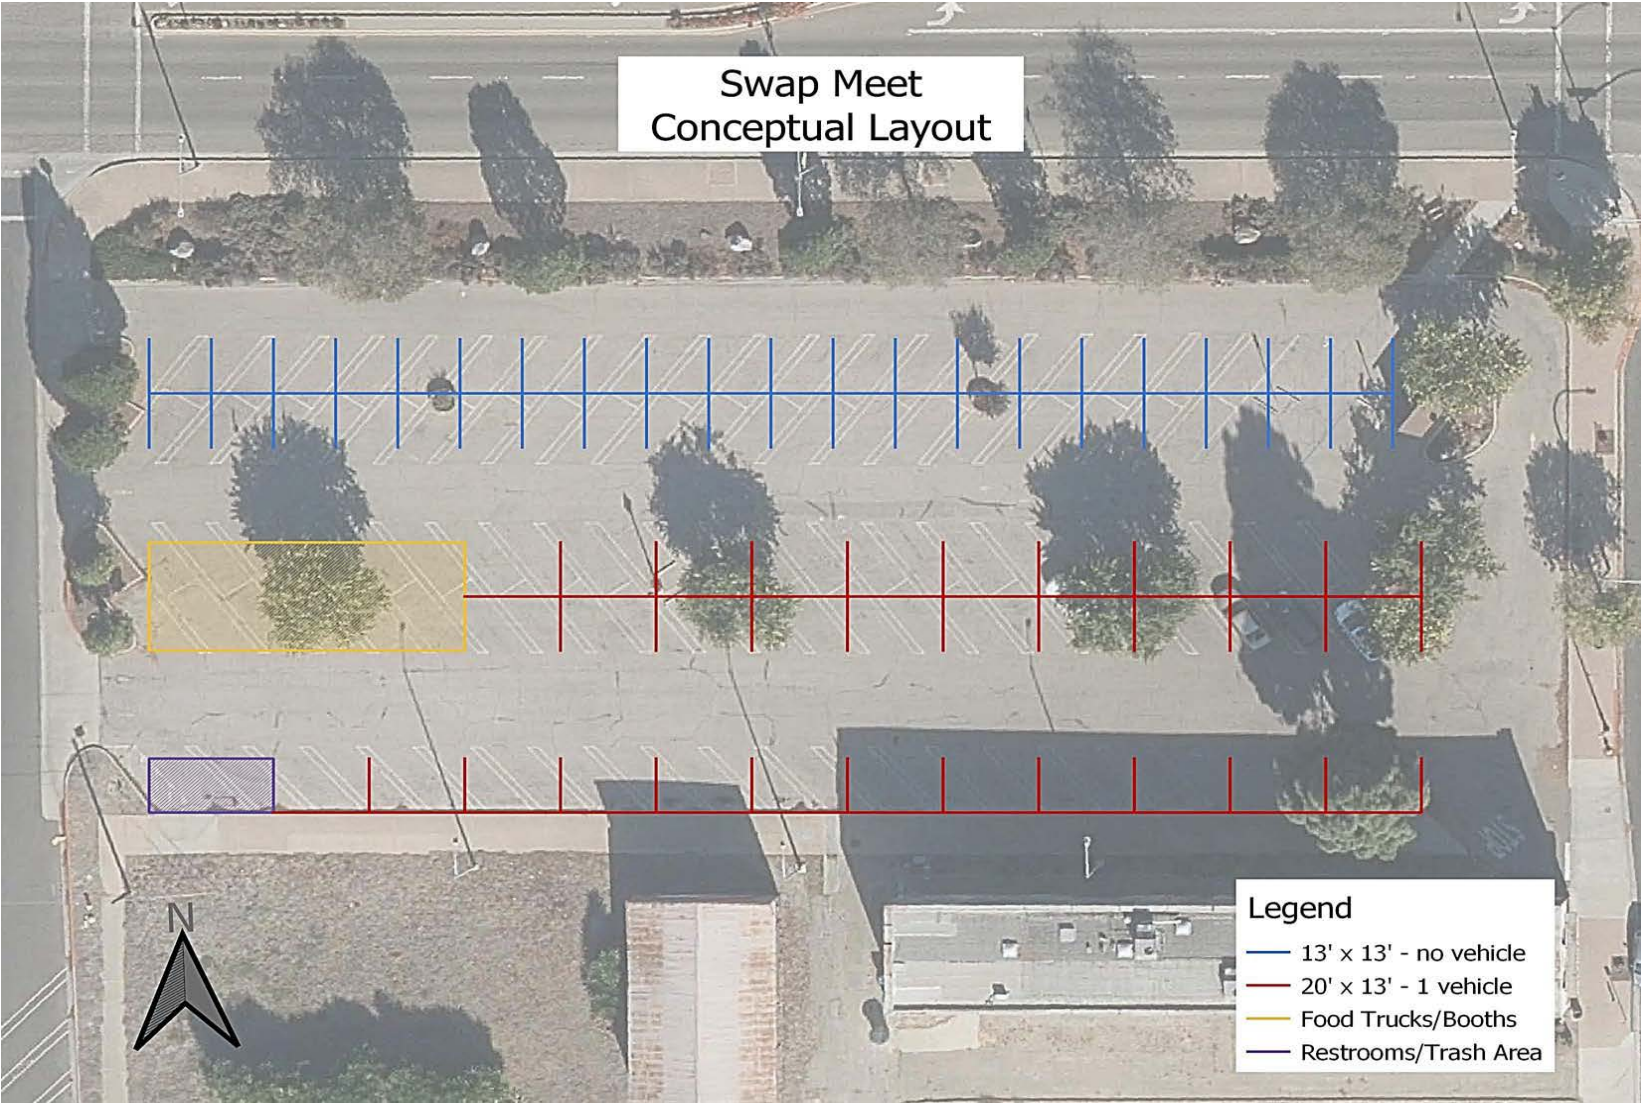 Swap Meet
Conceptual Layout
STOP
N
Legend
13' x 13' - no vehicle
20' x 13' - 1 vehicle
Food Trucks/Booths
Restrooms/Trash Area